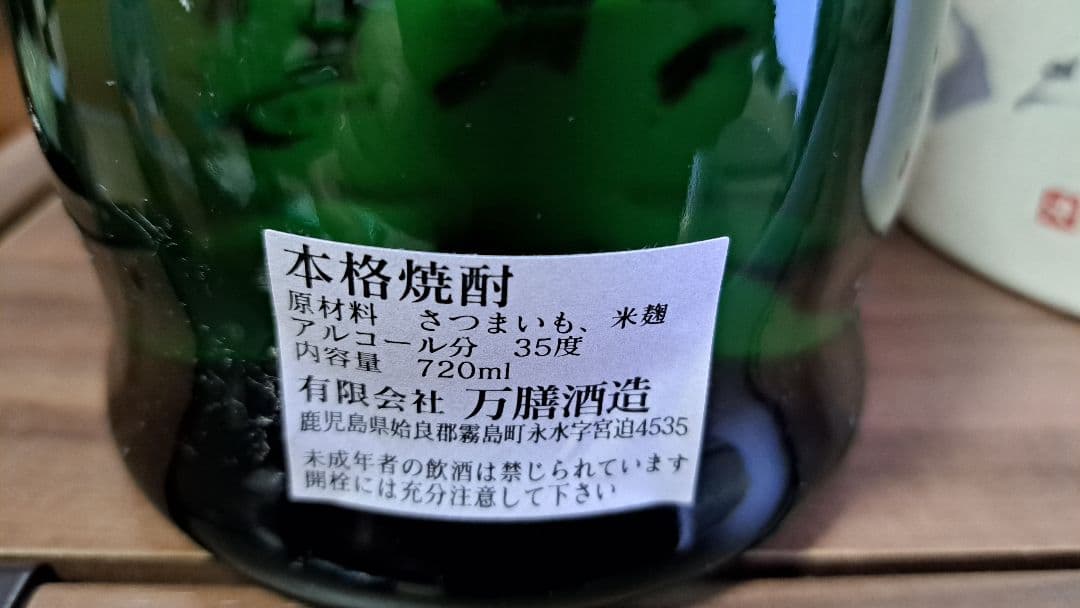 本格焼酎
原材料 さつまいも、米麹
アルコール分 35度
内容量 720ml
有限会社 万膳酒造
鹿児島県姶良郡霧島町永水字宮迫4535
未成年者の飲酒は禁じられています
開栓には充分注意して下さい